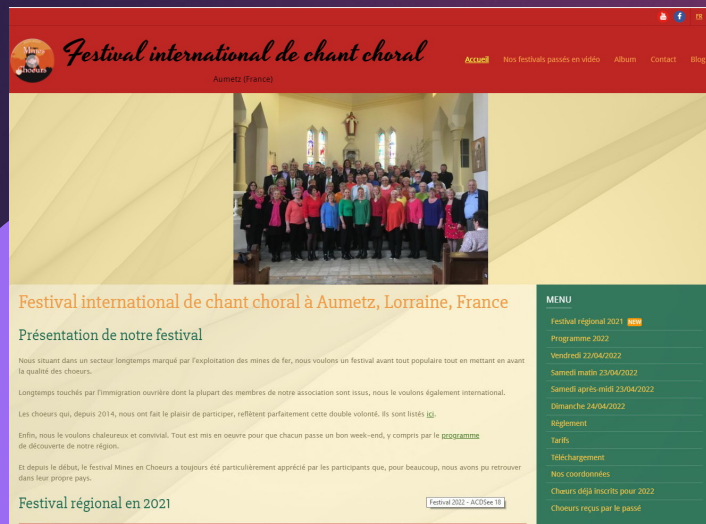 FR
Mines
Choeurs
Festival international de chant choral
Aumetz (France)
Accueil Nos festivals passés en vidéo Album Contact Blog
Festival international de chant choral à Aumetz, Lorraine, France
Présentation de notre festival
Nous situant dans un secteur longtemps marqué par l'exploitation des mines de fer, nous voulons un festival avant tout populaire tout en mettant en avant
la qualité des choeurs.
Longtemps touchés par l'immigration ouvrière dont la plupart des membres de notre association sont issus, nous le voulons également international.
Les choeurs qui, depuis 2014, nous ont fait le plaisir de participer, reflètent parfaitement cette double volonté. Ils sont listés ici.
Enfin, nous le voulons chaleureux et convivial. Tout est mis en oeuvre pour que chacun passe un bon week-end, y compris par le programme
de découverte de notre région.
Et depuis le début, le festival Mines en Choeurs a toujours été particulièrement apprécié par les participants que, pour beaucoup, nous avons pu retrouver
dans leur propre pays.
Festival régional en 2021
Festival 2022 - ACDSee 18
MENU
Festival régional 2021 NEW
Programme 2022
Vendredi 22/04/2022
Samedi matin 23/04/2022
Samedi après-midi 23/04/2022
Dimanche 24/04/2022
Règlement
Tarifs
Téléchargement
Nos coordonnées
Chœurs déjà inscrits pour 2022
Choeurs reçus par le passé